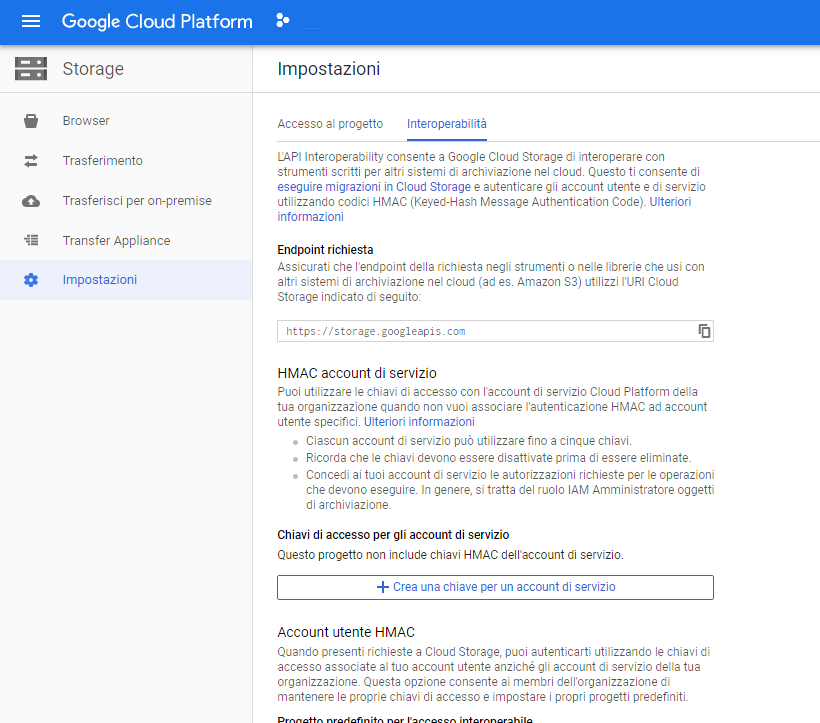 Google Cloud Platform
Storage
Impostazioni
Browser
Trasferimento
Trasferisci per on-premise
Transfer Appliance
Impostazioni
Accesso al progetto
Interoperabilità
L'API Interoperability consente a Google Cloud Storage di interoperare con
strumenti scritti per altri sistemi di archiviazione nel cloud. Questo ti consente di
eseguire migrazioni in Cloud Storage e autenticare gli account utente e di servizio
utilizzando codici HMAC (Keyed-Hash Message Authentication Code). Ulteriori
informazioni
Endpoint richiesta
Assicurati che l'endpoint della richiesta negli strumenti o nelle librerie che usi con
altri sistemi di archiviazione nel cloud (ad es. Amazon S3) utilizzi l'URI Cloud
Storage indicato di seguito:
https://storage.googleapis.com
HMAC account di servizio
Puoi utilizzare le chiavi di accesso con l'account di servizio Cloud Platform della
tua organizzazione quando non vuoi associare l'autenticazione HMAC ad account
utente specifici. Ulteriori informazioni
Ciascun account di servizio può utilizzare fino a cinque chiavi.
Ricorda che le chiavi devono essere disattivate prima di essere eliminate.
Concedi ai tuoi account di servizio le autorizzazioni richieste per le operazioni
che devono eseguire. In genere, si tratta del ruolo IAM Amministratore oggetti
di archiviazione.
Chiavi di accesso per gli account di servizio
Questo progetto non include chiavi HMAC dell'account di servizio.
+ Crea una chiave per un account di servizio
Account utente HMAC
Quando presenti richieste a Cloud Storage, puoi autenticarti utilizzando le chiavi di
accesso associate al tuo account utente anziché gli account di servizio della tua
organizzazione. Questa opzione consente ai membri dell'organizzazione di
mantenere le proprie chiavi di accesso e impostare i propri progetti predefiniti.
Progetto predefinito per l'accesso interoperabile